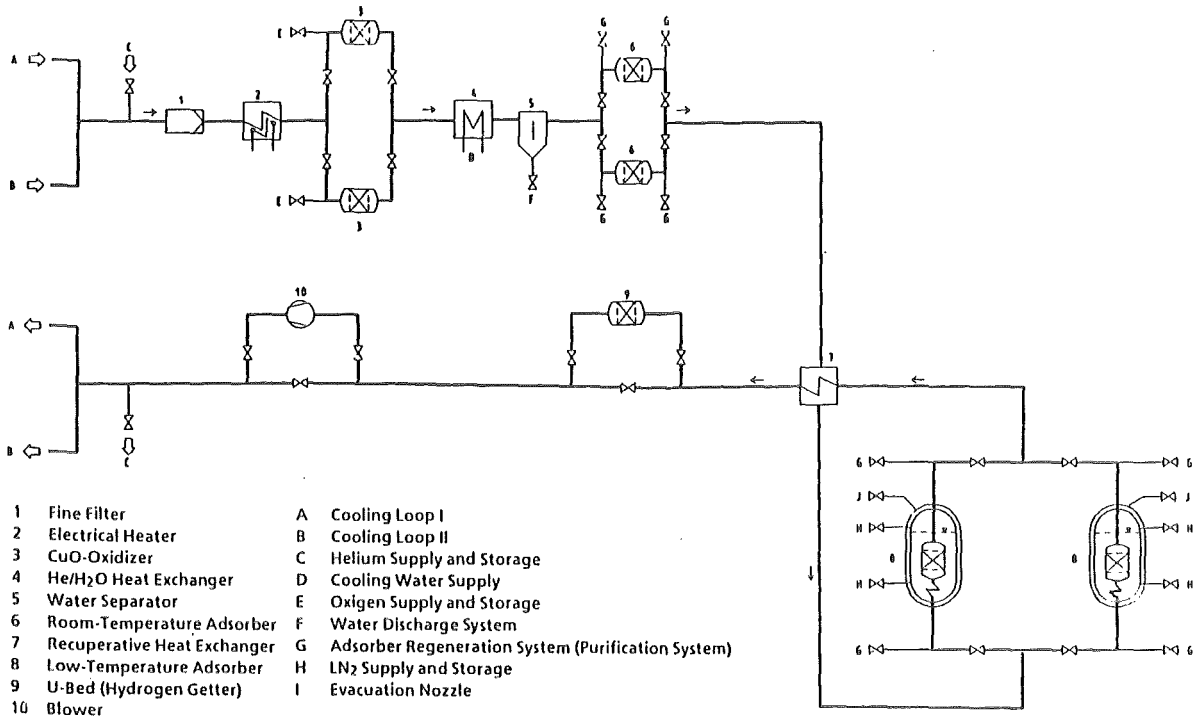 3 G G
E
C 6
A
1 2 4 5
6
D
B
E F
3 G G
10 9
A
7
B
C G G
J J
H H
8 8
H H
G G
1 Fine Filter
2 Electrical Heater
3 CuO-Oxidizer
4 He/H2O Heat Exchanger
5 Water Separator
6 Room-Temperature Adsorber
7 Recuperative Heat Exchanger
8 Low-Temperature Adsorber
9 U-Bed (Hydrogen Getter)
10 Blower
A Cooling Loop I
B Cooling Loop II
C Helium Supply and Storage
D Cooling Water Supply
E Oxigen Supply and Storage
F Water Discharge System
G Adsorber Regeneration System (Purification System)
H LN2 Supply and Storage
I Evacuation Nozzle